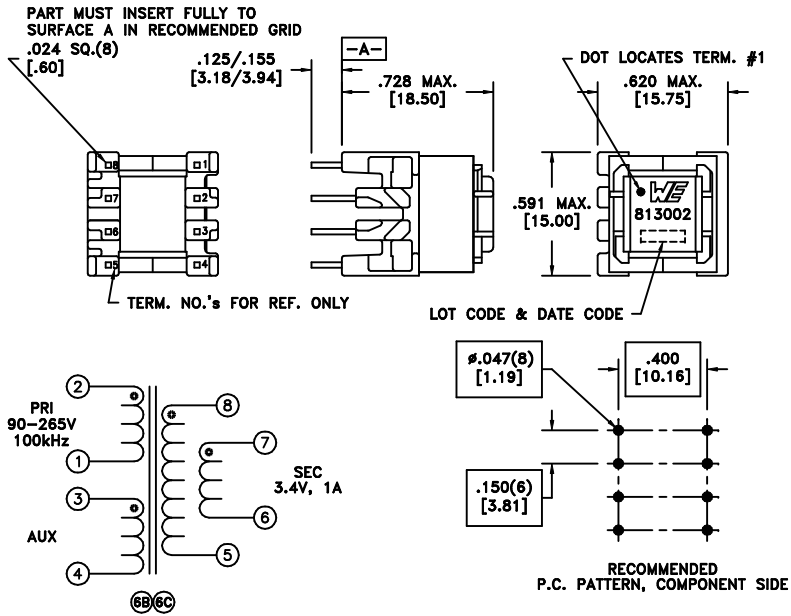 PART MUST INSERT FULLY TO
SURFACE A IN RECOMMENDED GRID
.024 SQ.(8)
[.60]
.125/.155
[3.18/3.94]
-A-
.728 MAX.
[18.50]
DOT LOCATES TERM. #1
.620 MAX.
[15.75]
8
1
7
2
6
3
5
4
.591 MAX.
[15.00]
WE
813002
TERM. NO.'s FOR REF. ONLY
LOT CODE & DATE CODE
2
PRI
90-265V
100kHz
1
3
AUX
4
8
7
SEC
3.4V, 1A
6
5
6B 6C
ø.047(8)
[1.19]
.400
[10.16]
.150(6)
[3.81]
RECOMMENDED
P.C. PATTERN, COMPONENT SIDE